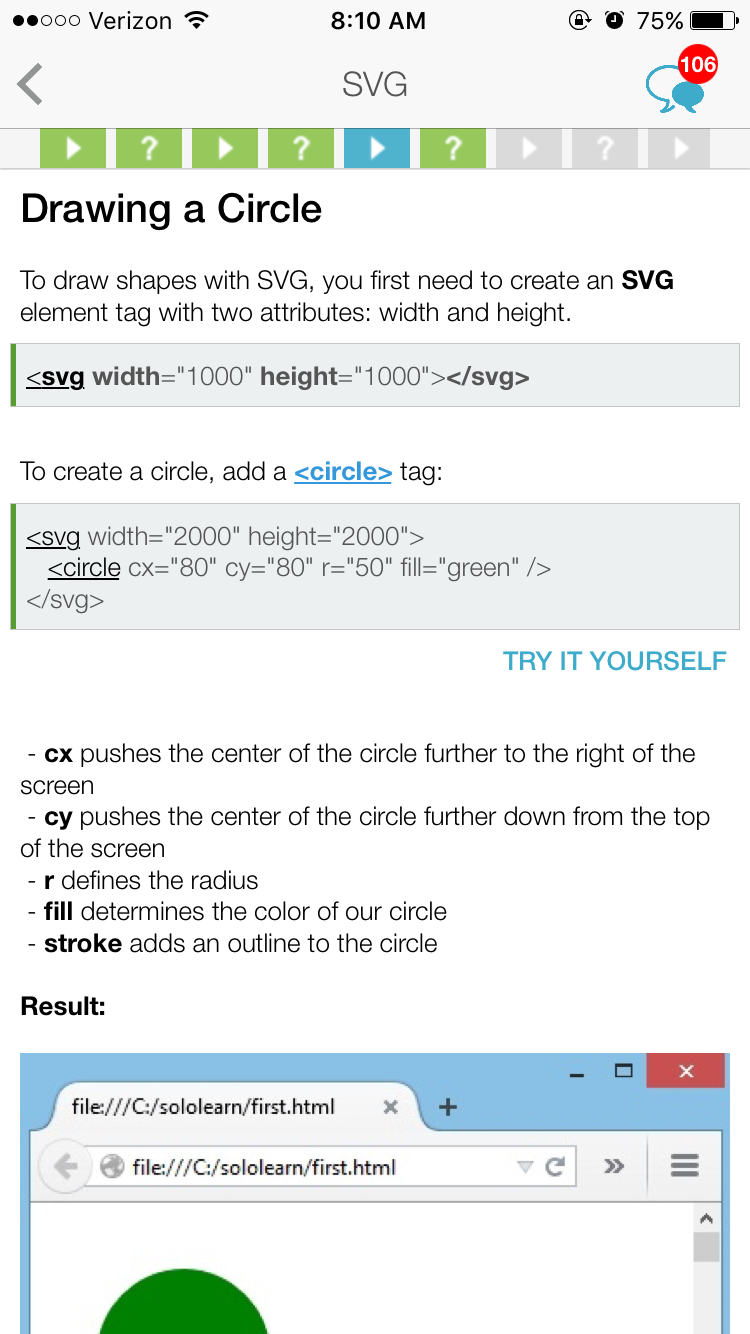 Verizon 8:10 AM 75%
SVG
106
? ? ? ?
Drawing a Circle
To draw shapes with SVG, you first need to create an SVG
element tag with two attributes: width and height.
<svg width="1000" height="1000"></svg>
To create a circle, add a <circle> tag:
<svg width="2000" height="2000">
<circle cx="80" cy="80" r="50" fill="green" />
</svg>
TRY IT YOURSELF
- cx pushes the center of the circle further to the right of the
screen
- cy pushes the center of the circle further down from the top
of the screen
- r defines the radius
- fill determines the color of our circle
- stroke adds an outline to the circle
Result:
file:///C:/sololearn/first.html
file:///C:/sololearn/first.html